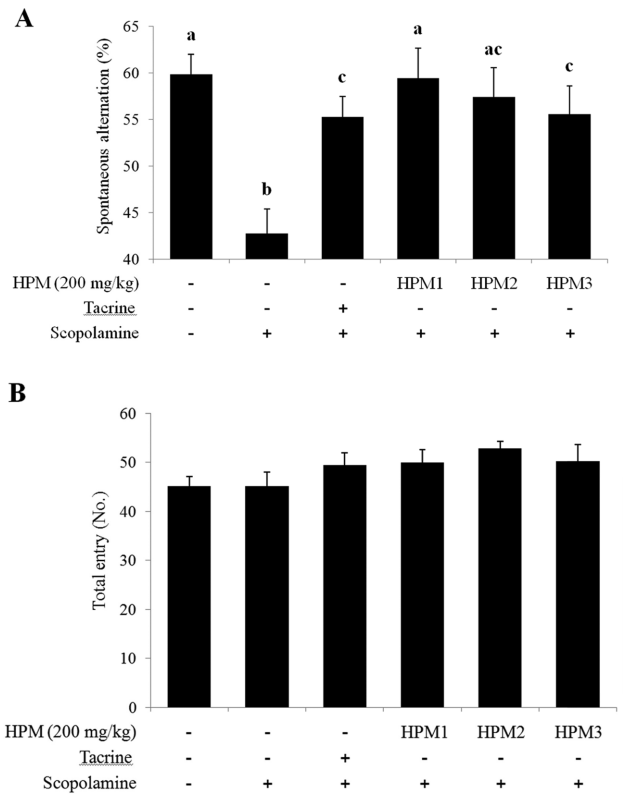 A
65
60
55
50
45
40
Spontaneous alternation (%)
a
b
c
a
ac
c
HPM (200 mg/kg) - - - HPM1 HPM2 HPM3
Tacrine - - + - - -
Scopolamine - + + + + +
B
60
50
40
30
20
10
0
Total entry (No.)
HPM (200 mg/kg) - - - HPM1 HPM2 HPM3
Tacrine - - + - - -
Scopolamine - + + + + +